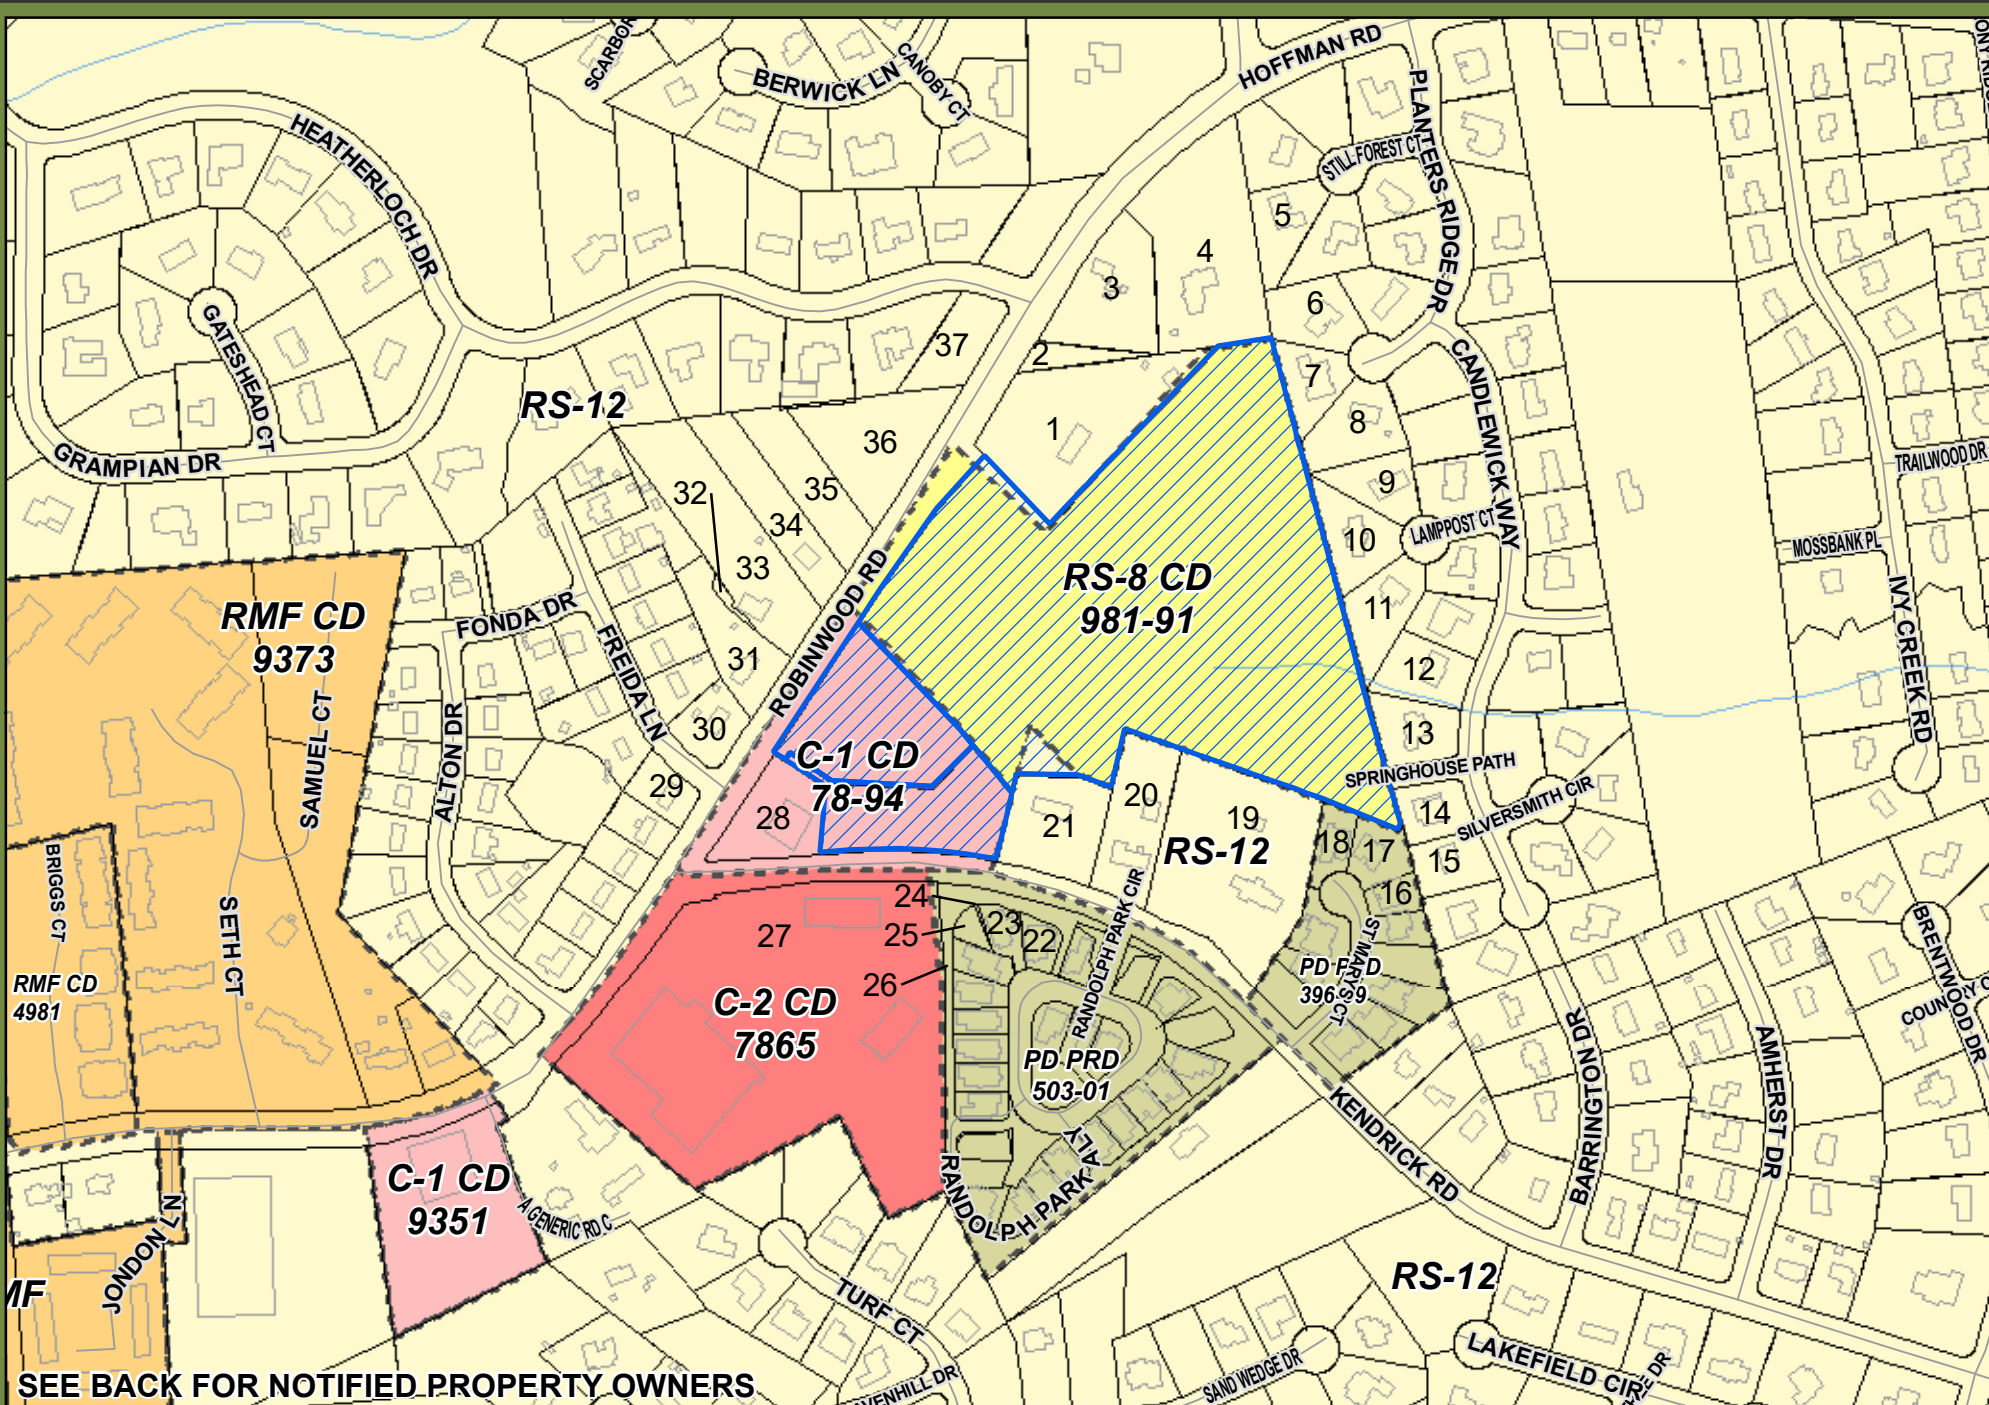 BERWICK LN
CANOBY CT
HOFFMAN RD
PLANTERS RIDGE DR
STILL FOREST CT
HEATHERLOCH DR
GATESHEAD CT
GRAMPIAN DR
RS-12
5
4
3
6
2
37
7
CANDLEWICK WAY
8
1
36
9
32
35
34
33
LAMPPOST CT
10
TRAILWOOD DR
MOSSBANK PL
IVY CREEK RD
RS-8 CD
981-91
11
12
13
ROBINWOOD RD
RMF CD
9373
FONDA DR
FREIDA LN
ALTON DR
SAMUEL CT
31
30
29
C-1 CD
78-94
28
SPRINGHOUSE PATH
SILVERSMITH CIR
14
15
21
20
19
RS-12
18
17
16
BRIGGS CT
SETH CT
RMF CD
4981
27
24
25
23
22
26
C-2 CD
7865
RANDOLPH PARK CIR
PD PRD
503-01
ST MARYS CT
BRENTWOOD DR
BARRINGTON DR
AMHERST DR
KENDRICK RD
RANDOLPH PARK ALY
C-1 CD
9351
A GENERIC RD C
JONDON LN
TURF CT
RS-12
SAND WEDGE DR
LAKEFIELD CIR
SEE BACK FOR NOTIFIED PROPERTY OWNERS